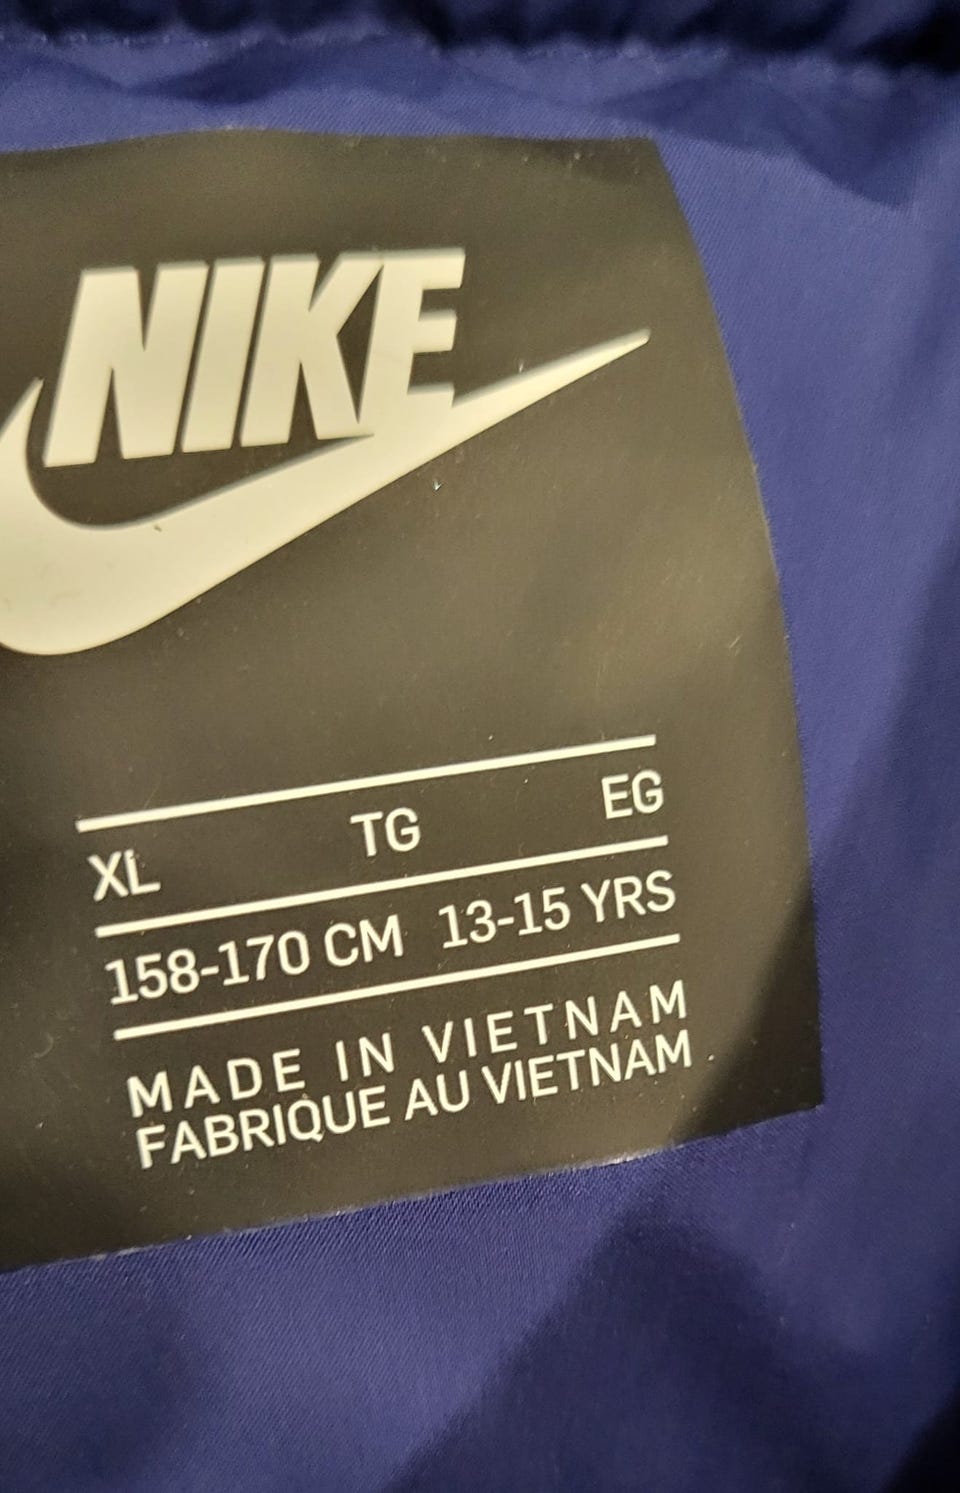 NIKE
XL TG EG
158-170 CM 13-15 YRS
MADE IN VIETNAM
FABRIQUE AU VIETNAM